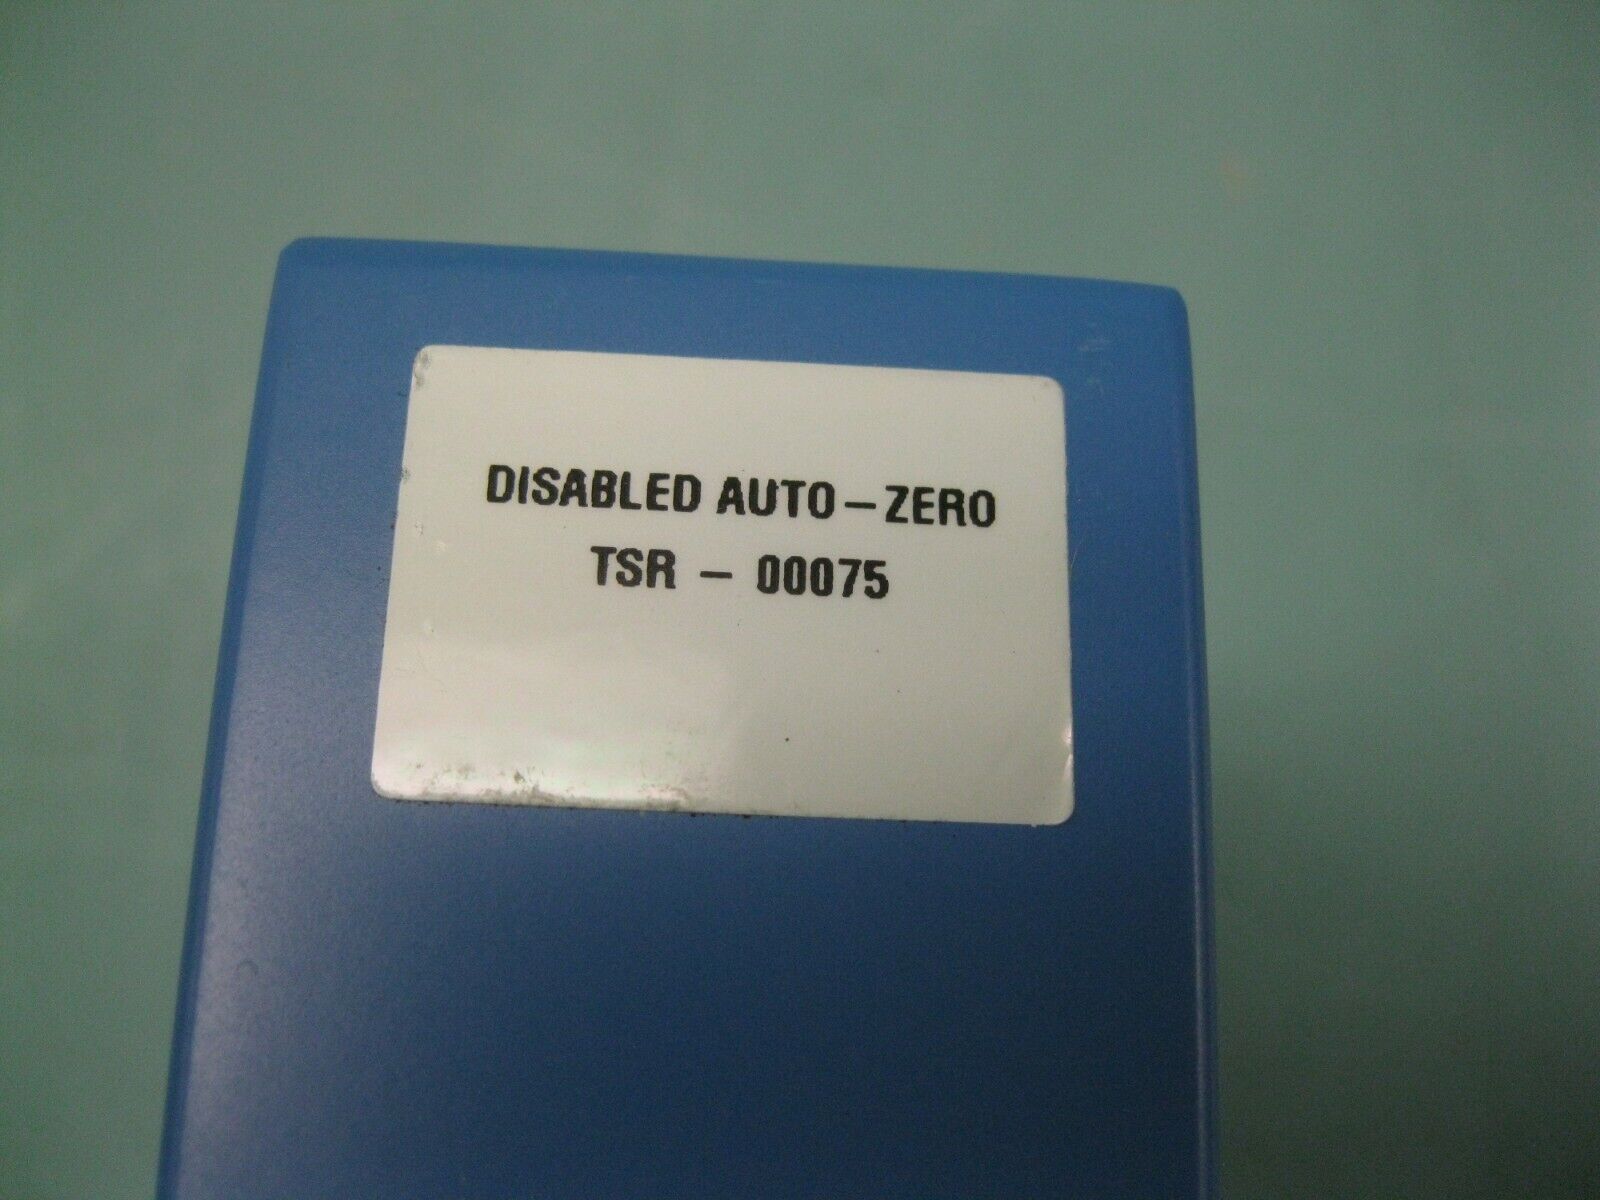 DISABLED AUTO-ZERO
TSR - 00075